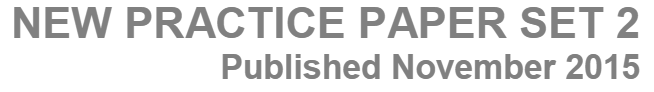 NEW PRACTICE PAPER SET 2
Published November 2015